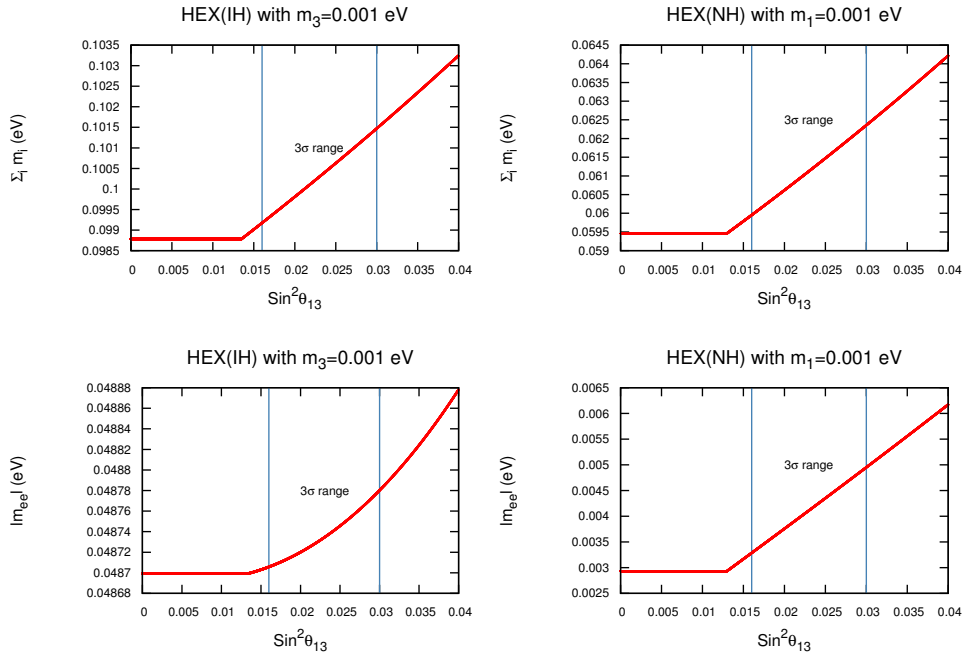 HEX(IH) with m3=0.001 eV
Σi mi (eV)
0.1035
0.103
0.1025
0.102
0.1015
0.101
0.1005
0.1
0.0995
0.099
0.0985
3σ range
0 0.005 0.01 0.015 0.02 0.025 0.03 0.035 0.04
Sin2θ13
HEX(NH) with m1=0.001 eV
Σi mi (eV)
0.0645
0.064
0.0635
0.063
0.0625
0.062
0.0615
0.061
0.0605
0.06
0.0595
0.059
3σ range
0 0.005 0.01 0.015 0.02 0.025 0.03 0.035 0.04
Sin2θ13
HEX(IH) with m3=0.001 eV
|mee| (eV)
0.04888
0.04886
0.04884
0.04882
0.0488
0.04878
0.04876
0.04874
0.04872
0.0487
0.04868
3σ range
0 0.005 0.01 0.015 0.02 0.025 0.03 0.035 0.04
Sin2θ13
HEX(NH) with m1=0.001 eV
|mee| (eV)
0.0065
0.006
0.0055
0.005
0.0045
0.004
0.0035
0.003
0.0025
3σ range
0 0.005 0.01 0.015 0.02 0.025 0.03 0.035 0.04
Sin2θ13